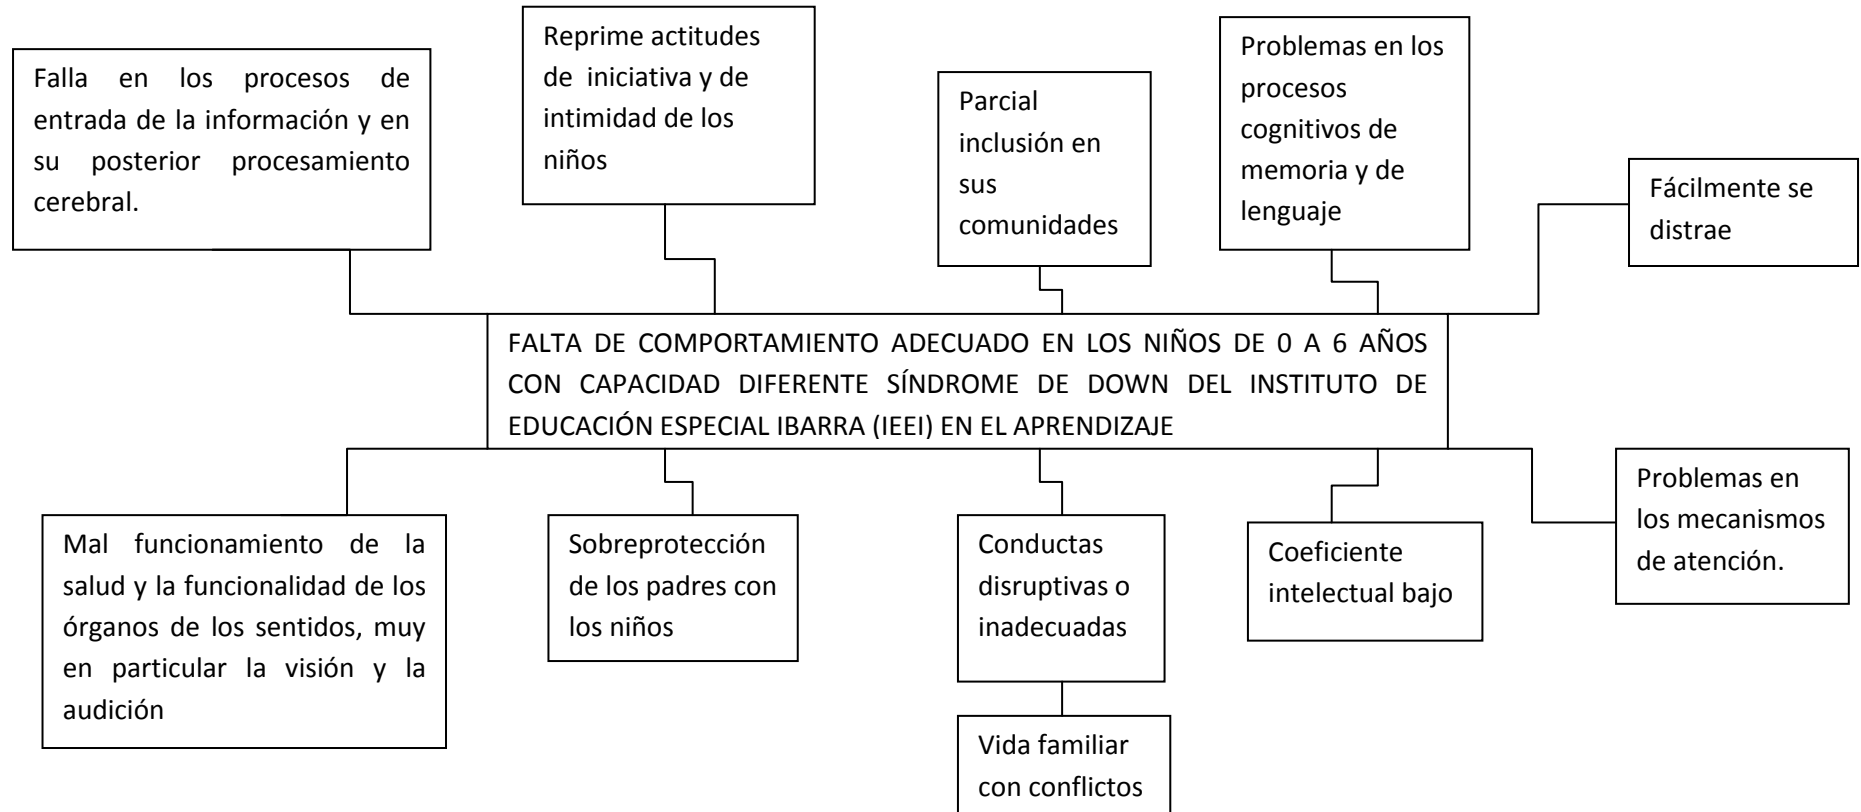 Falla en los procesos de
entrada de la información y en
su posterior procesamiento
cerebral.
Reprime actitudes
de iniciativa y de
intimidad de los
niños
Parcial
inclusión en
sus
comunidades
Problemas en los
procesos
cognitivos de
memoria y de
lenguaje
Fácilmente se
distrae
FALTA DE COMPORTAMIENTO ADECUADO EN LOS NIÑOS DE 0 A 6 AÑOS
CON CAPACIDAD DIFERENTE SÍNDROME DE DOWN DEL INSTITUTO DE
EDUCACIÓN ESPECIAL IBARRA (IEEI) EN EL APRENDIZAJE
Mal funcionamiento de la
salud y la funcionalidad de los
órganos de los sentidos, muy
en particular la visión y la
audición
Sobreprotección
de los padres con
los niños
Conductas
disruptivas o
inadecuadas
Coeficiente
intelectual bajo
Problemas en
los mecanismos
de atención.
Vida familiar
con conflictos